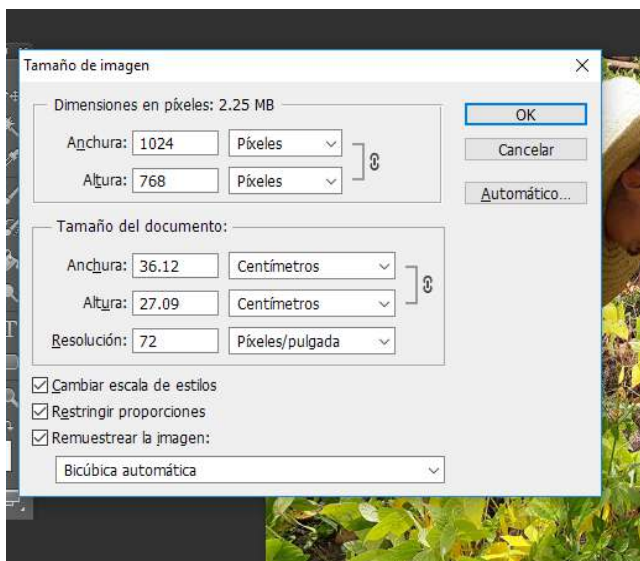 Tamaño de imagen
Dimensiones en píxeles: 2.25 MB
Anchura: 1024 Píxeles
Altura: 768 Píxeles
OK
Cancelar
Automático...
Tamaño del documento:
Anchura: 36.12 Centímetros
Altura: 27.09 Centímetros
Resolución: 72 Píxeles/pulgada
Cambiar escala de estilos
Restringir proporciones
Remuestrear la imagen:
Bicúbica automática
T